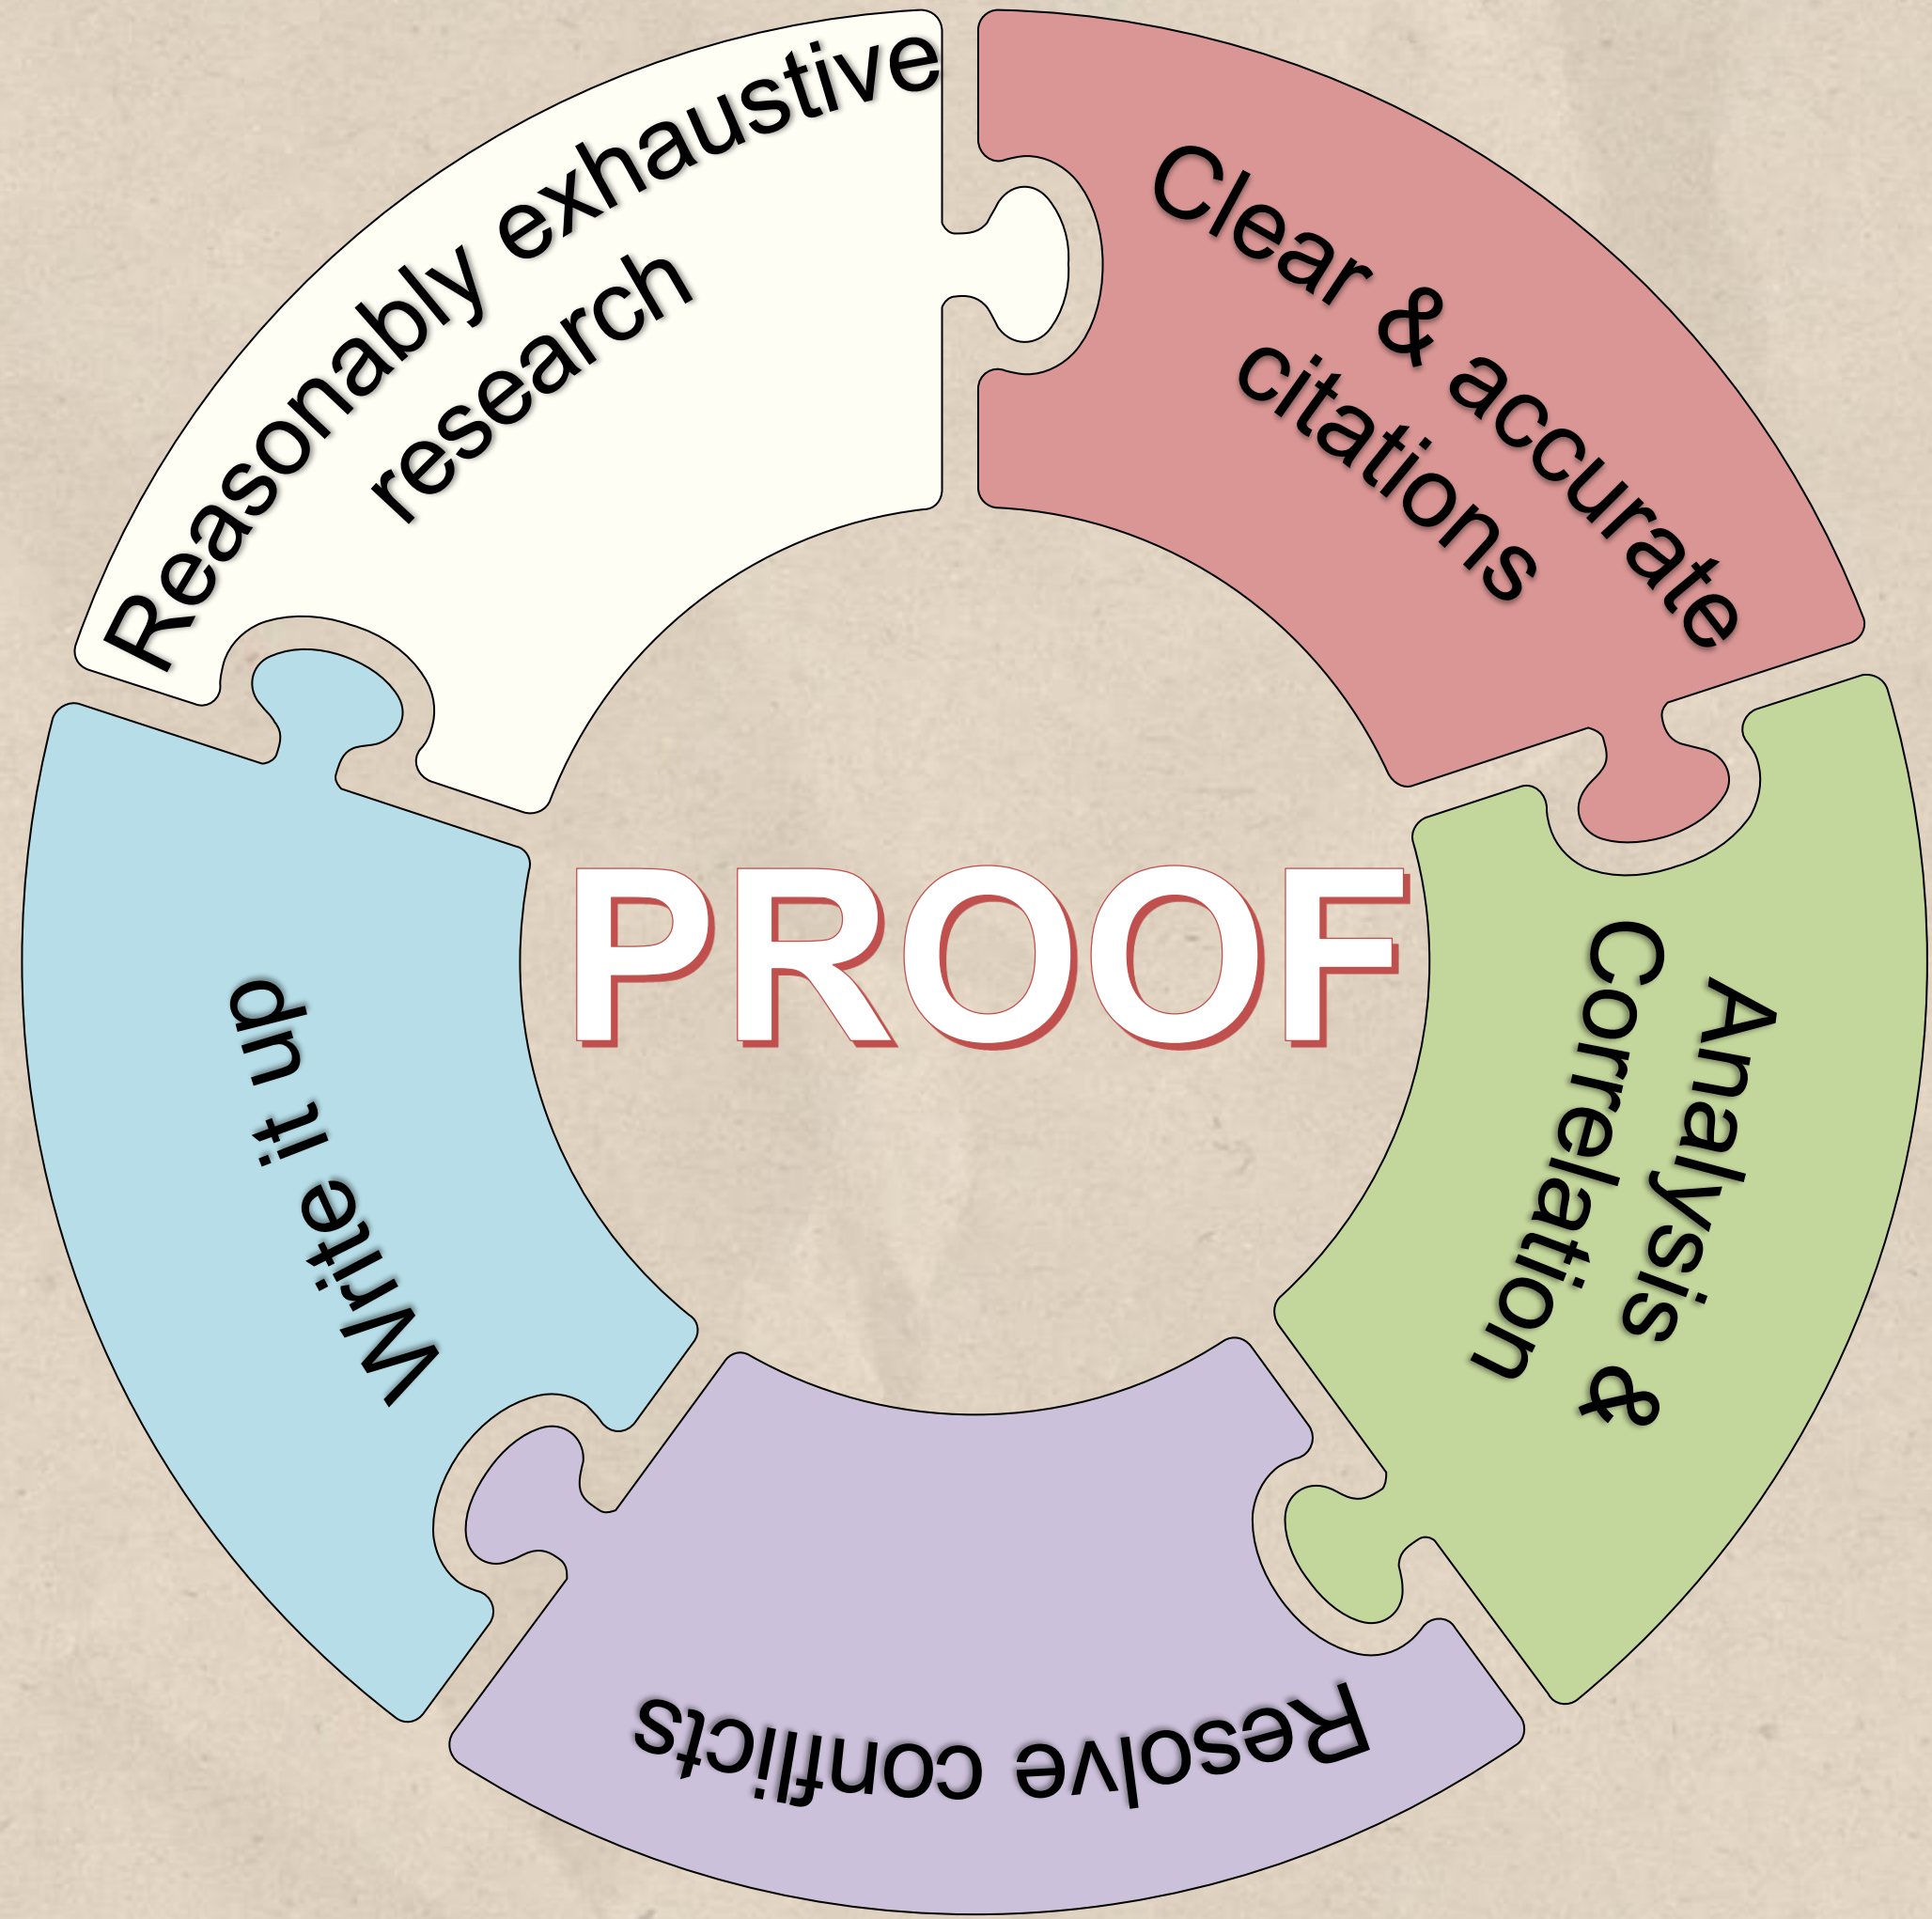 Reasonably exhaustive
research
Clear & accurate
citations
Analysis &
Correlation
Resolve conflicts
Write it up
PROOF